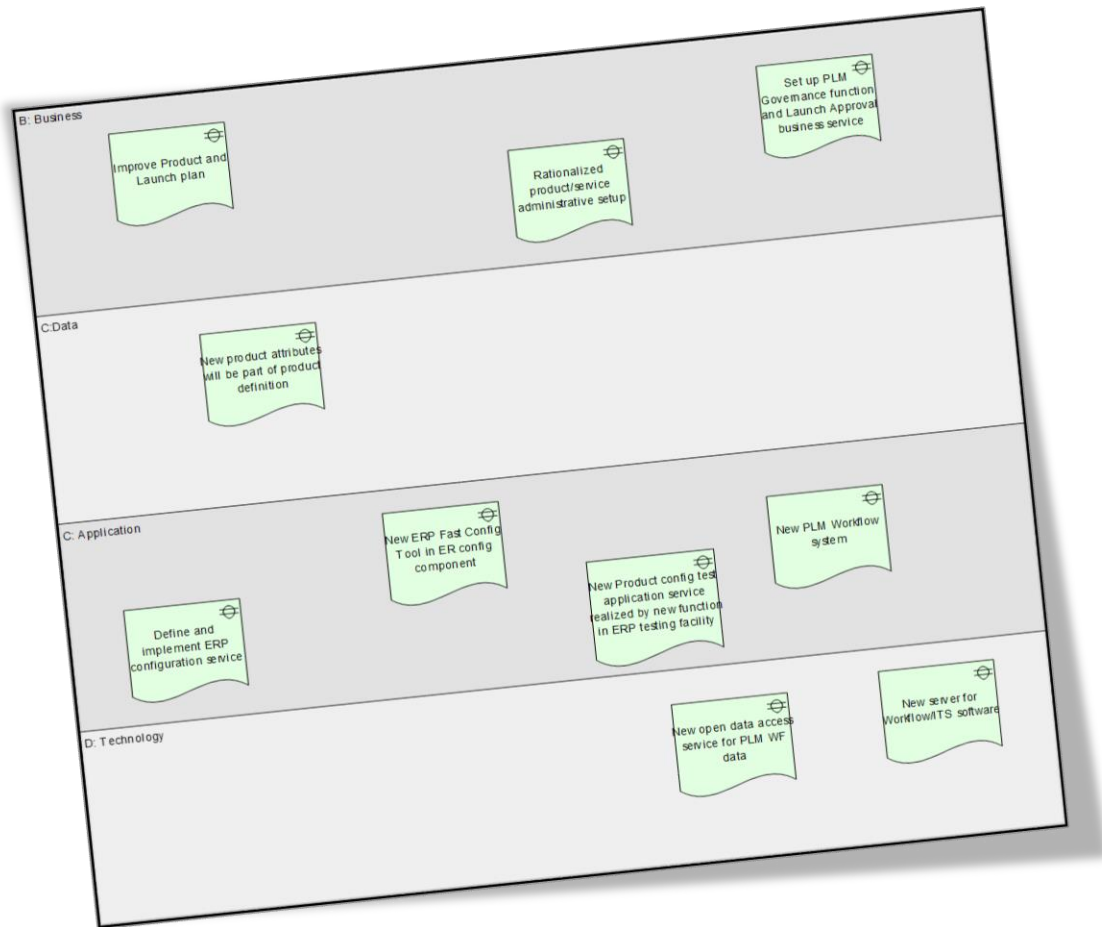 B: Business
Improve Product and
Launch plan
Rationalized
product/service
administrative setup
Set up PLM
Governance function
and Launch Approval
business service
C:Data
New product attributes
will be part of product
definition
C: Application
Define and
implement ERP
configuration service
New ERP Fast Config
Tool in ER config
component
New Product config test
application service
realized by new function
in ERP testing facility
New PLM Workflow
system
D: Technology
New open data access
service for PLM WF
data
New server for
Workflow/ITS software